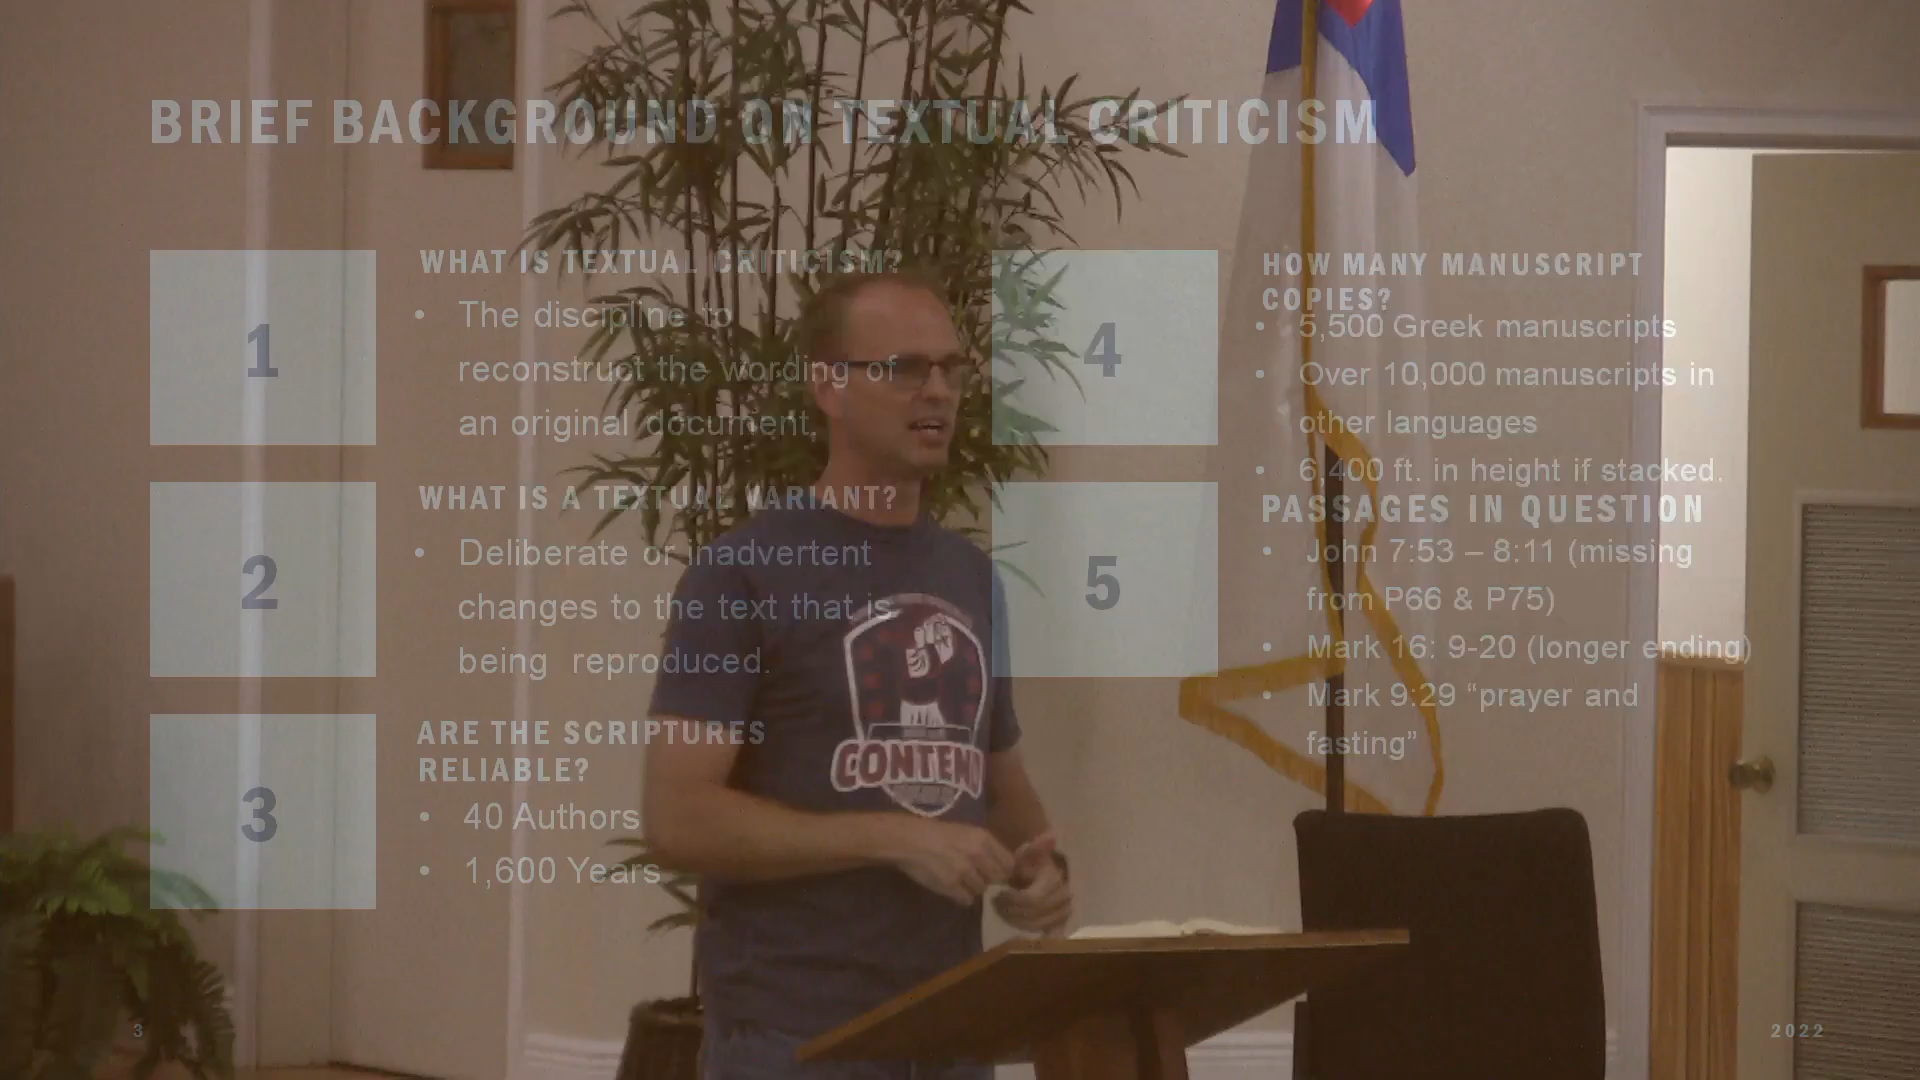 BRIEF BACKGROUND ON TEXTUAL CRITICISM
1
WHAT IS TEXTUAL CRITICISM?
• The discipline to
reconstruct the wording of
an original document.
2
WHAT IS A TEXTUAL VARIANT?
• Deliberate or inadvertent
changes to the text that is
being reproduced.
3
ARE THE SCRIPTURES
RELIABLE?
• 40 Authors
• 1,600 Years
4
HOW MANY MANUSCRIPT
COPIES?
• 5,500 Greek manuscripts
• Over 10,000 manuscripts in
other languages
• 6,400 ft. in height if stacked.
5
PASSAGES IN QUESTION
• John 7:53 – 8:11 (missing
from P66 & P75)
• Mark 16: 9-20 (longer ending)
• Mark 9:29 “prayer and
fasting”
CONTEND
3
2022